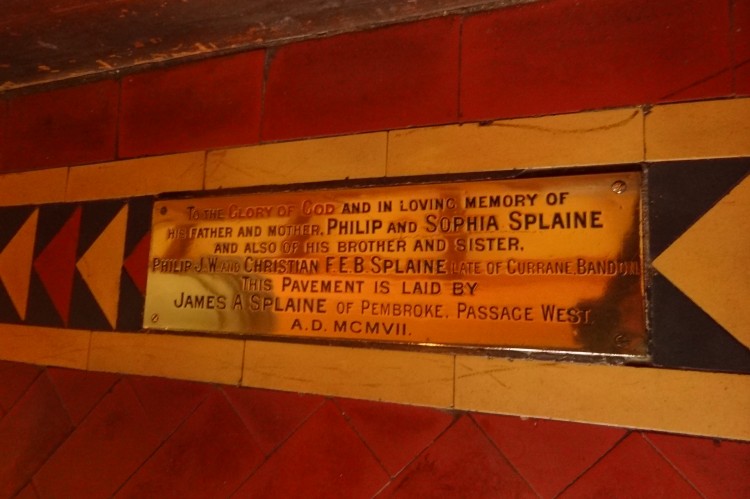 TO THE GLORY OF GOD AND IN LOVING MEMORY OF
HIS FATHER AND MOTHER, PHILIP AND SOPHIA SPLAINE
AND ALSO OF HIS BROTHER AND SISTER,
PHILIP J.W. AND CHRISTIAN F.E.B. SPLAINE LATE OF CURRANE, BANDON.
THIS PAVEMENT IS LAID BY
JAMES A SPLAINE OF PEMBROKE, PASSAGE WEST.
A.D. MCMVII.